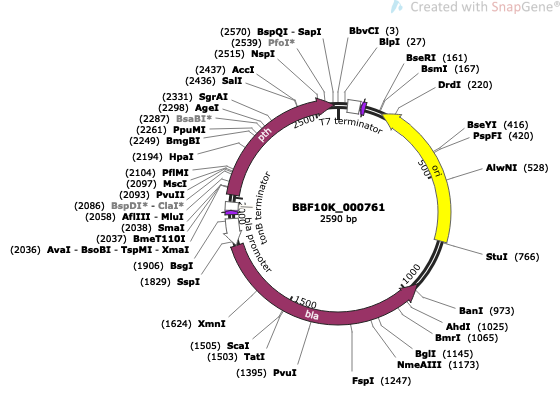 Created with SnapGene®
(2570) BspQI - SapI
(2539) PfoI*
(2515) NspI
(2437) AccI
(2436) SalI
(2331) SgrAI
(2298) AgeI
(2287) BsaBI*
(2261) PpuMI
(2249) BmgBI
(2194) HpaI
(2104) PflMI
(2097) MscI
(2093) PvuII
(2086) BspDI* - ClaI*
(2058) AflIII - MluI
(2038) SmaI
(2037) BmeT110I
(2036) AvaI - BsoBI - TspMI - XmaI
(1906) BsgI
(1829) SspI
(1624) XmnI
(1505) ScaI
(1503) TatI
(1395) PvuI
BbvCI (3)
BlpI (27)
BseRI (161)
BsmI (167)
DrdI (220)
BseYI (416)
PspFI (420)
AlwNI (528)
StuI (766)
BanI (973)
AhdI (1025)
BmrI (1065)
BglI (1145)
NmeAIII (1173)
FspI (1247)
T7 terminator
pth
ori
bla
tonB terminator
bla promoter
500
1000
1500
2000
2500
BBF10K_000761
2590 bp